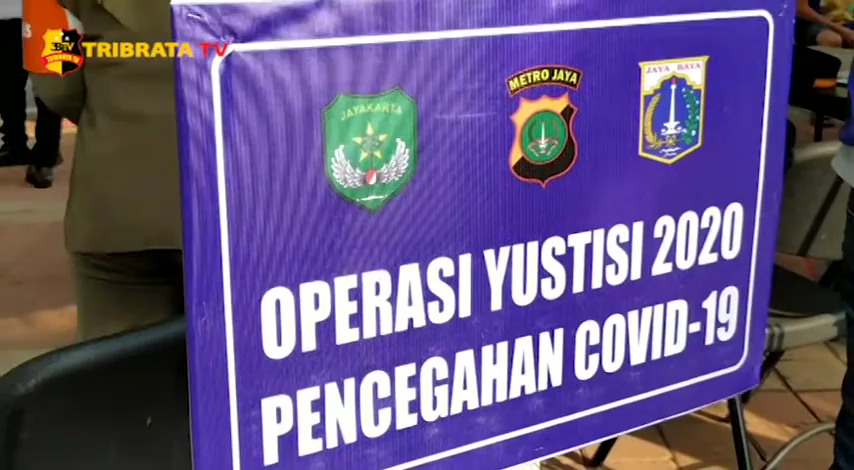 TRIBRATA TV
JAYAKARTA
METRO JAYA
JAYA RAYA
OPERASI YUSTISI 2020
PENCEGAHAN COVID-19